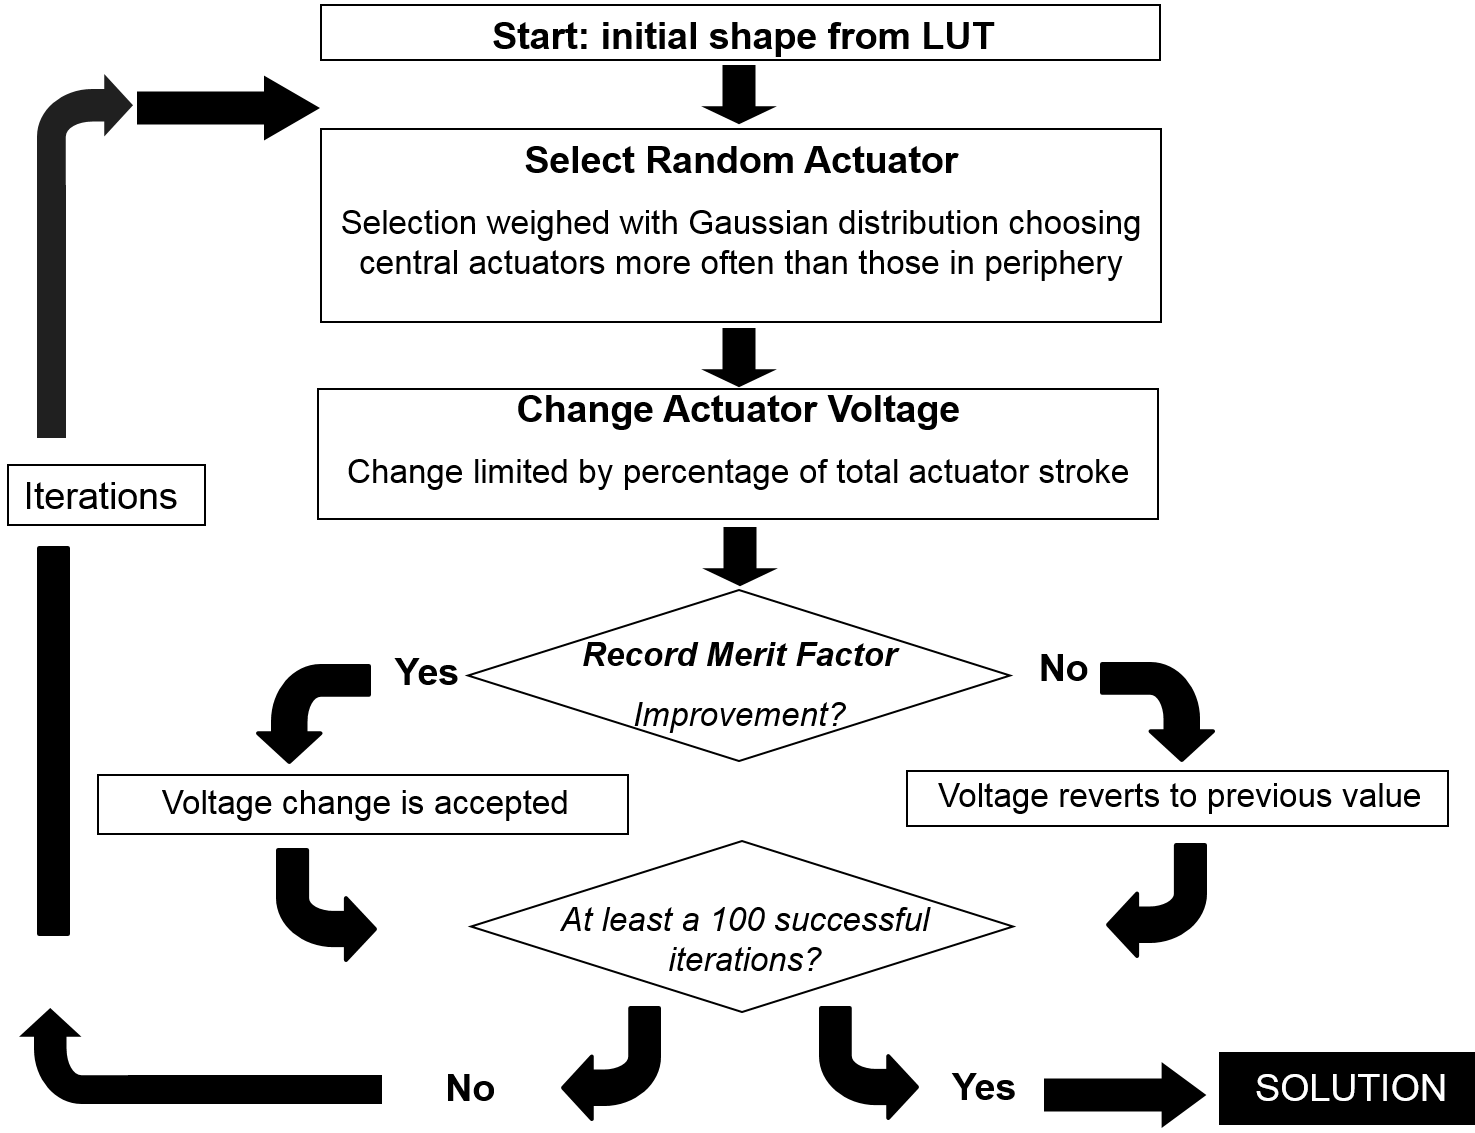 Start: initial shape from LUT
Select Random Actuator
Selection weighed with Gaussian distribution choosing
central actuators more often than those in periphery
Change Actuator Voltage
Change limited by percentage of total actuator stroke
Iterations
Record Merit Factor
Improvement?
Yes
No
Voltage change is accepted
Voltage reverts to previous value
At least a 100 successful
iterations?
No
Yes
SOLUTION